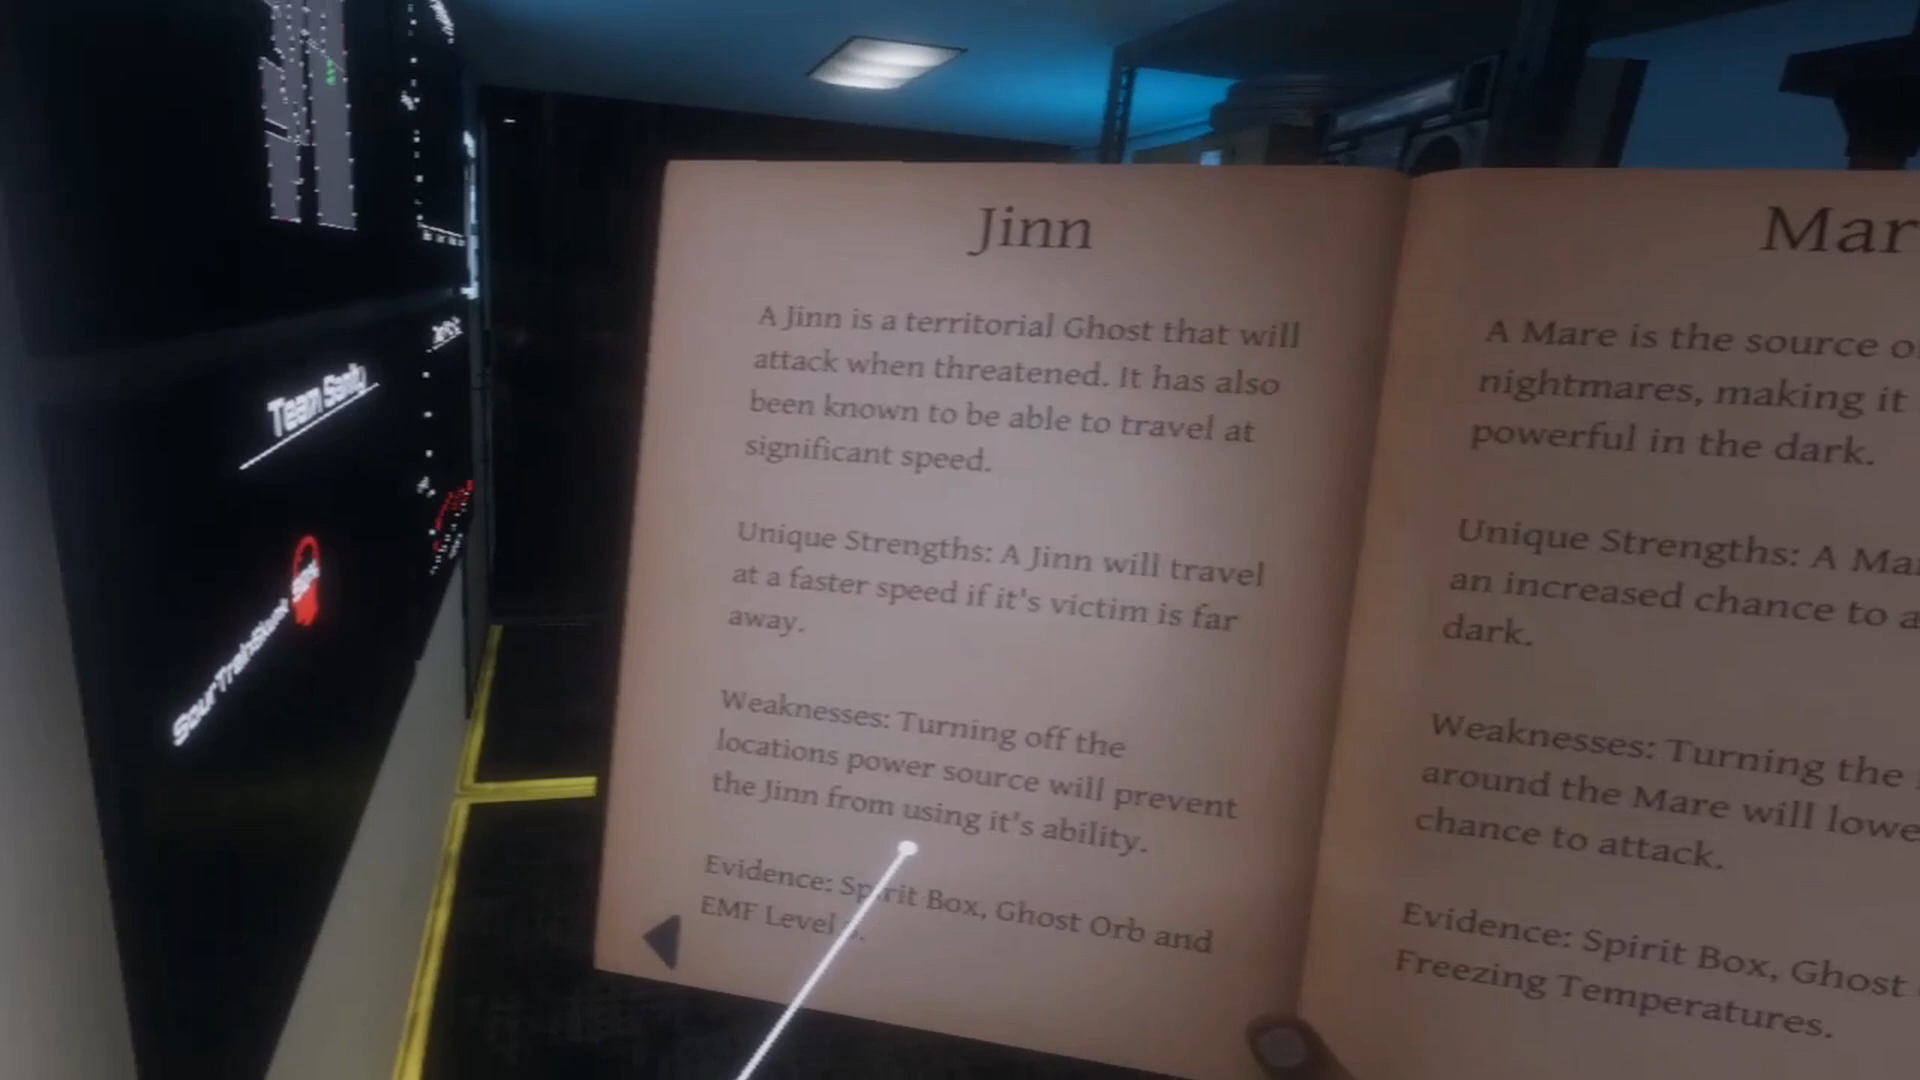 Team Sanity
SourTrainSkunk
Jinn
A Jinn is a territorial Ghost that will
attack when threatened. It has also
been known to be able to travel at
significant speed.
Unique Strengths: A Jinn will travel
at a faster speed if it's victim is far
away.
Weaknesses: Turning off the
locations power source will prevent
the Jinn from using it's ability.
Evidence: Spirit Box, Ghost Orb and
EMF Level
Mar
A Mare is the source o
nightmares, making it
powerful in the dark.
Unique Strengths: A Mar
an increased chance to a
dark.
Weaknesses: Turning the
around the Mare will lowe
chance to attack.
Evidence: Spirit Box, Ghost
Freezing Temperatures.